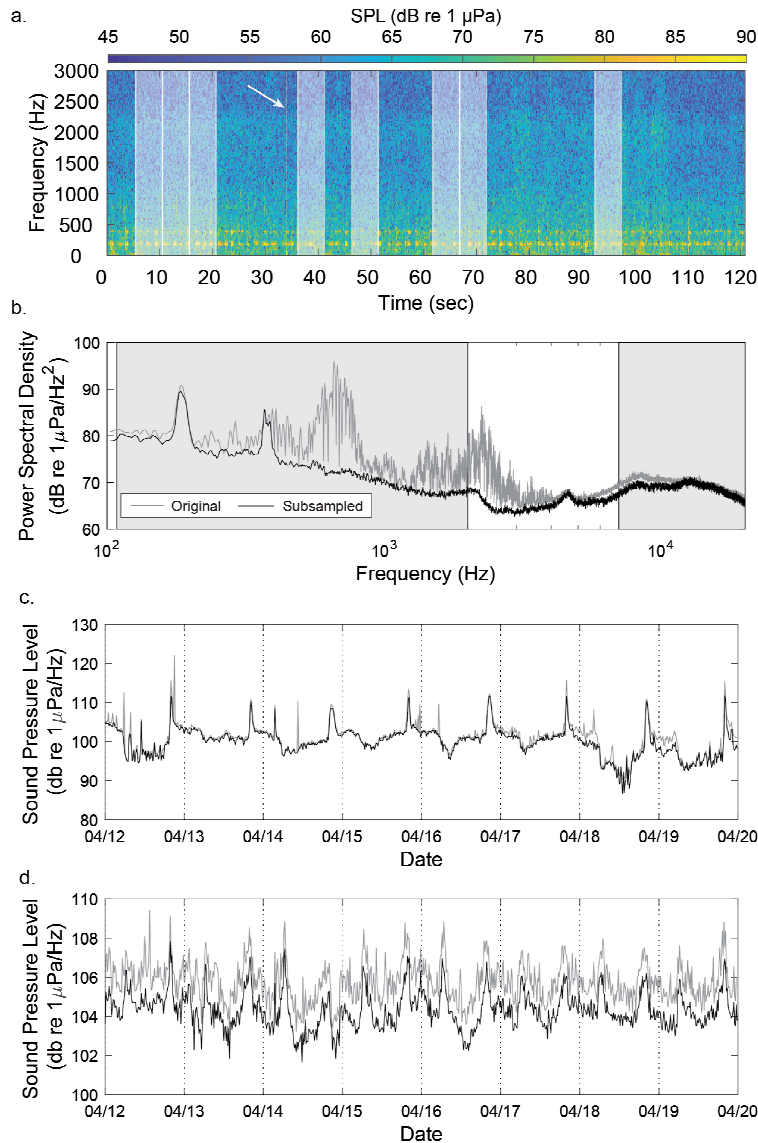 a.
SPL (dB re 1 µPa)
45 50 55 60 65 70 75 80 85 90
Frequency (Hz)
3000
2500
2000
1500
1000
500
0
0 10 20 30 40 50 60 70 80 90 100 110 120
Time (sec)
b.
Power Spectral Density
(dB re 1 µPa/Hz²)
100
90
80
70
60
Original Subsampled
10² 10³ 10⁴
Frequency (Hz)
c.
Sound Pressure Level
(db re 1 µPa/Hz)
130
120
110
100
90
80
04/12 04/13 04/14 04/15 04/16 04/17 04/18 04/19 04/20
Date
d.
Sound Pressure Level
(db re 1 µPa/Hz)
110
108
106
104
102
100
04/12 04/13 04/14 04/15 04/16 04/17 04/18 04/19 04/20
Date